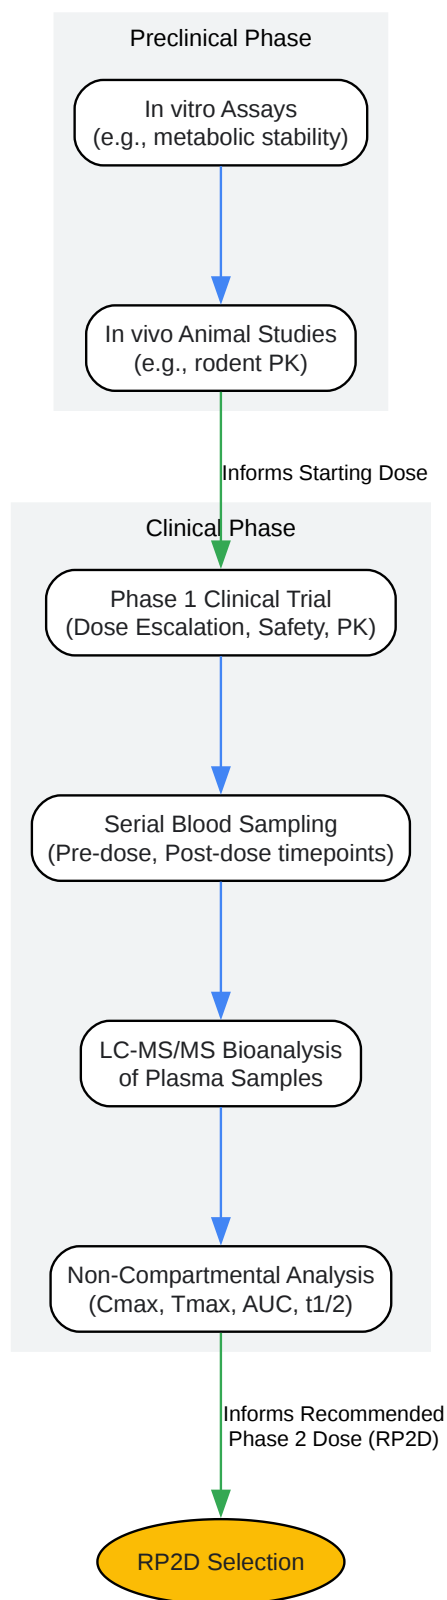 Preclinical Phase
In vitro Assays
(e.g., metabolic stability)
In vivo Animal Studies
(e.g., rodent PK)
Informs Starting Dose
Clinical Phase
Phase 1 Clinical Trial
(Dose Escalation, Safety, PK)
Serial Blood Sampling
(Pre-dose, Post-dose timepoints)
LC-MS/MS Bioanalysis
of Plasma Samples
Non-Compartmental Analysis
(Cmax, Tmax, AUC, t1/2)
Informs Recommended
Phase 2 Dose (RP2D)
RP2D Selection